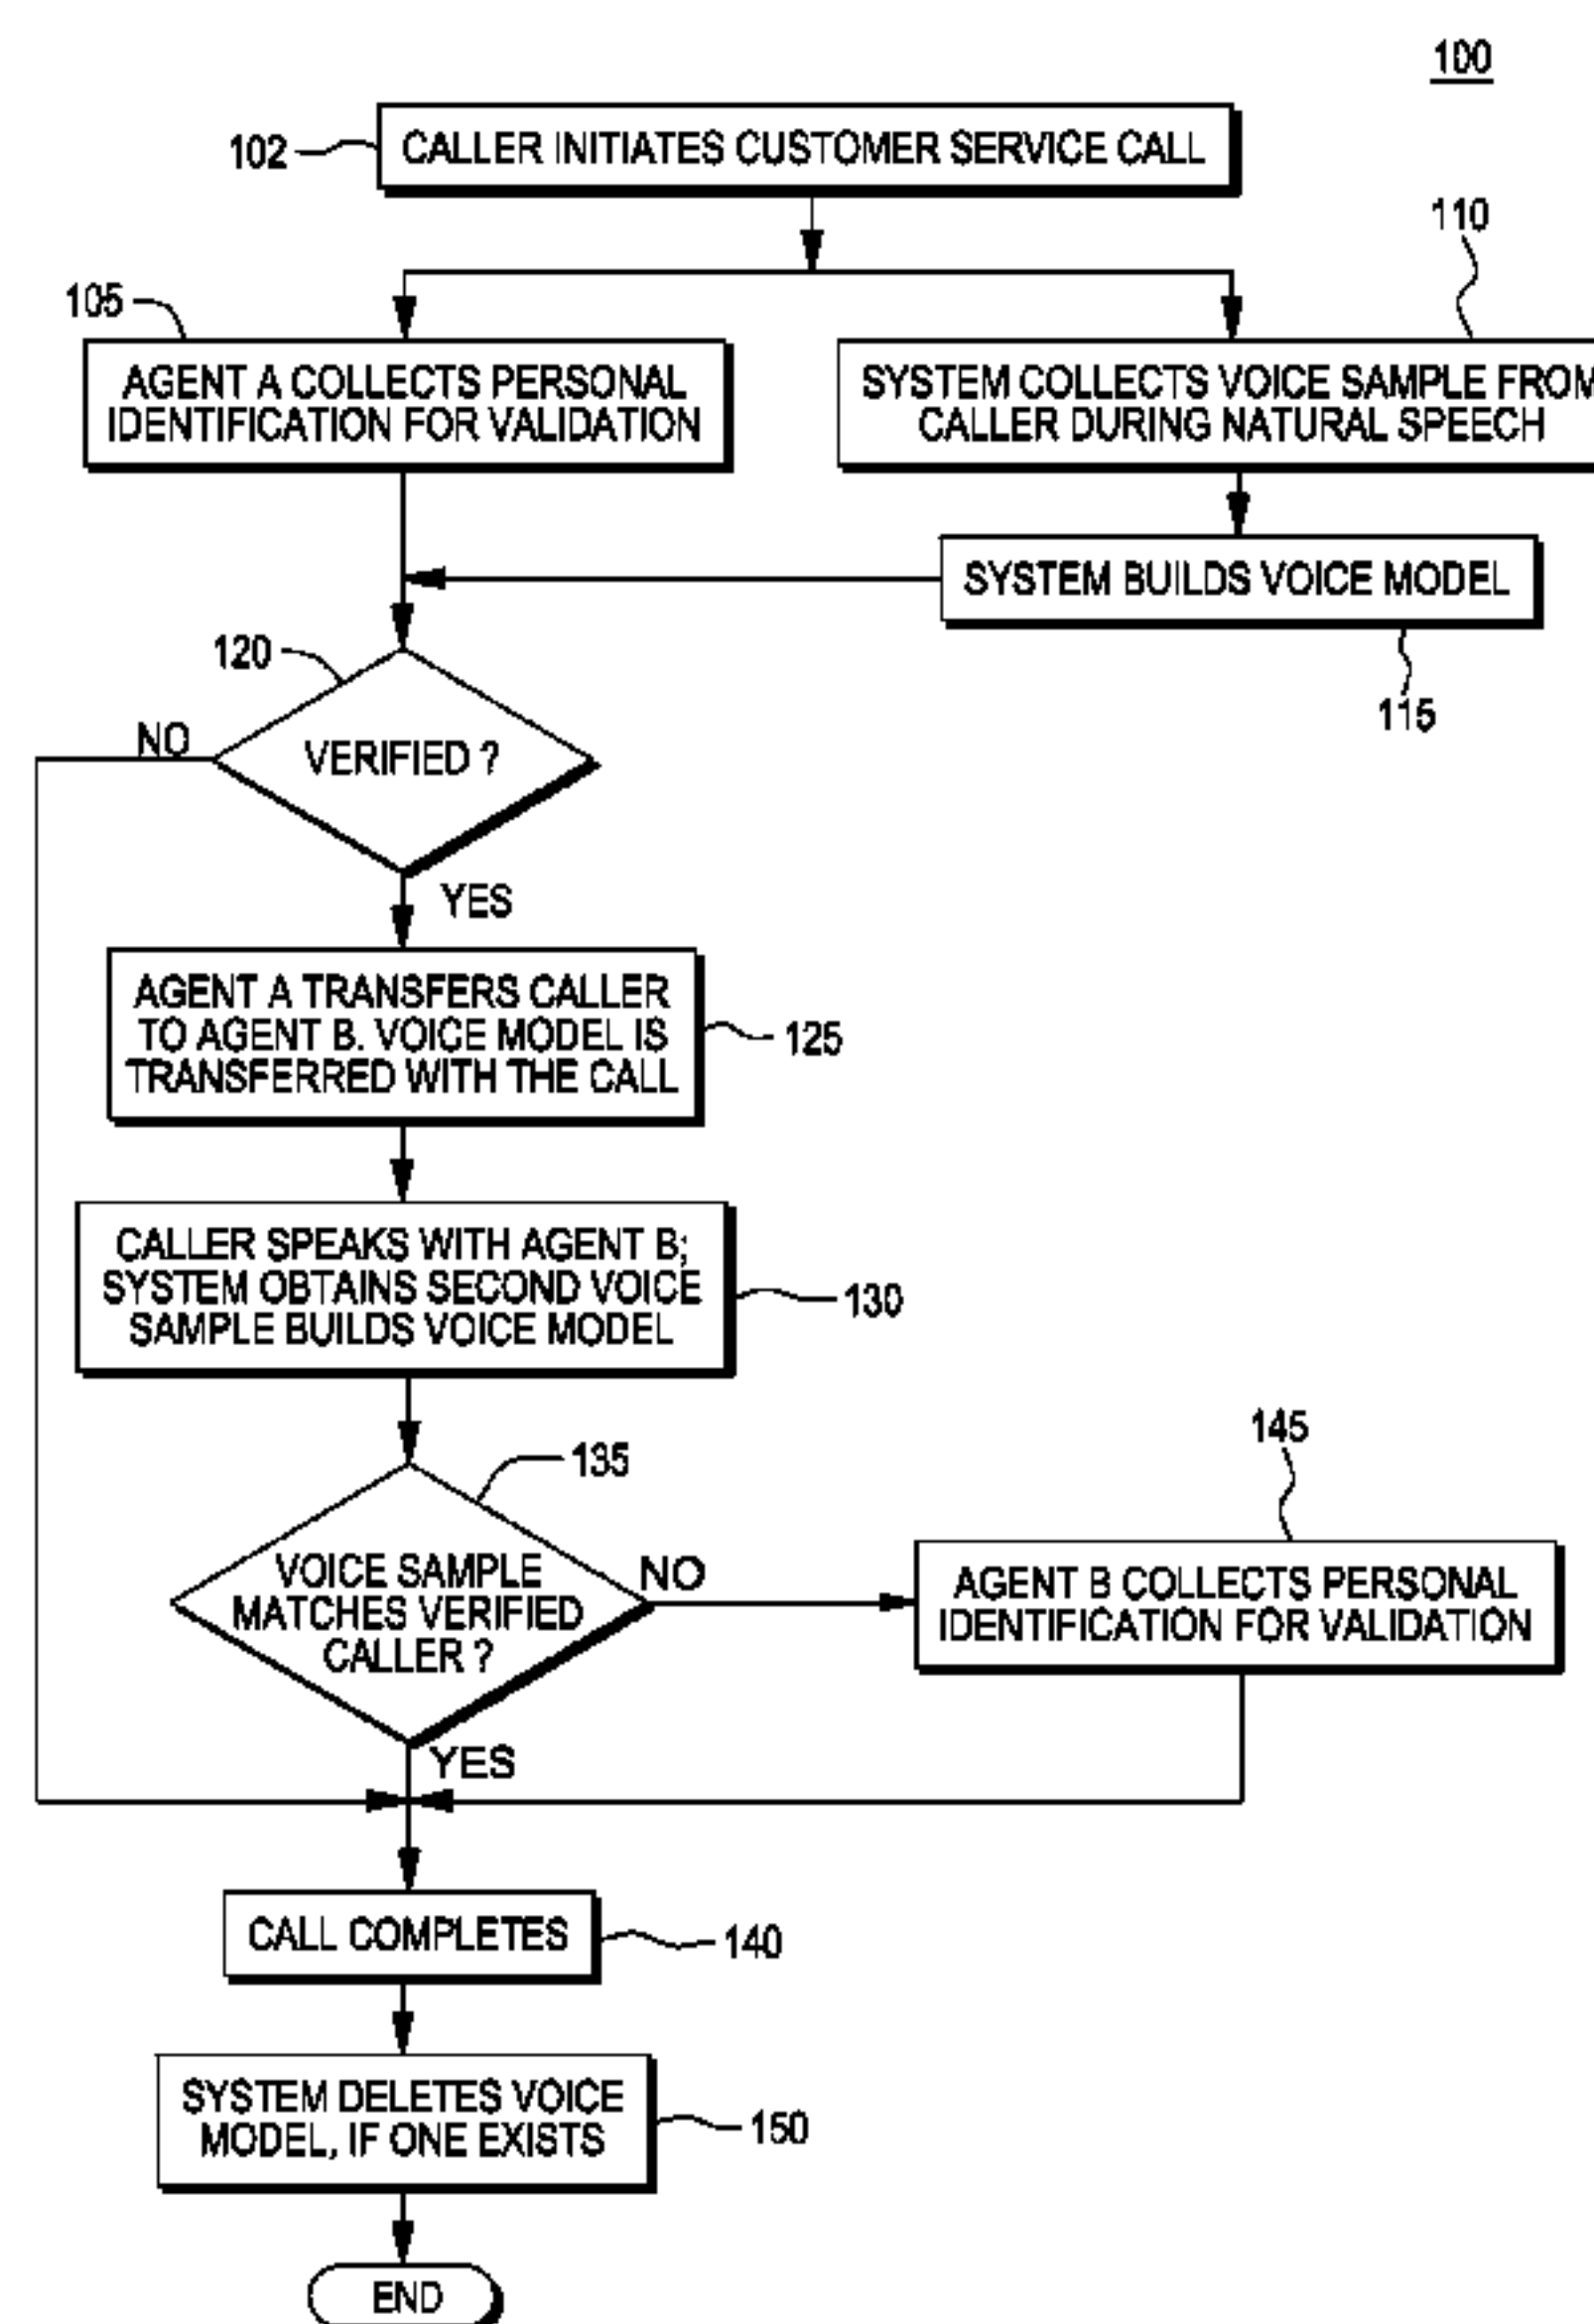 100
102
CALLER INITIATES CUSTOMER SERVICE CALL
110
105
AGENT A COLLECTS PERSONAL
IDENTIFICATION FOR VALIDATION
SYSTEM COLLECTS VOICE SAMPLE FROM
CALLER DURING NATURAL SPEECH
SYSTEM BUILDS VOICE MODEL
115
120
NO
VERIFIED ?
YES
AGENT A TRANSFERS CALLER
TO AGENT B. VOICE MODEL IS
TRANSFERRED WITH THE CALL
125
CALLER SPEAKS WITH AGENT B;
SYSTEM OBTAINS SECOND VOICE
SAMPLE BUILDS VOICE MODEL
130
135
VOICE SAMPLE
MATCHES VERIFIED
CALLER ?
NO
145
AGENT B COLLECTS PERSONAL
IDENTIFICATION FOR VALIDATION
YES
CALL COMPLETES
140
SYSTEM DELETES VOICE
MODEL, IF ONE EXISTS
150
END